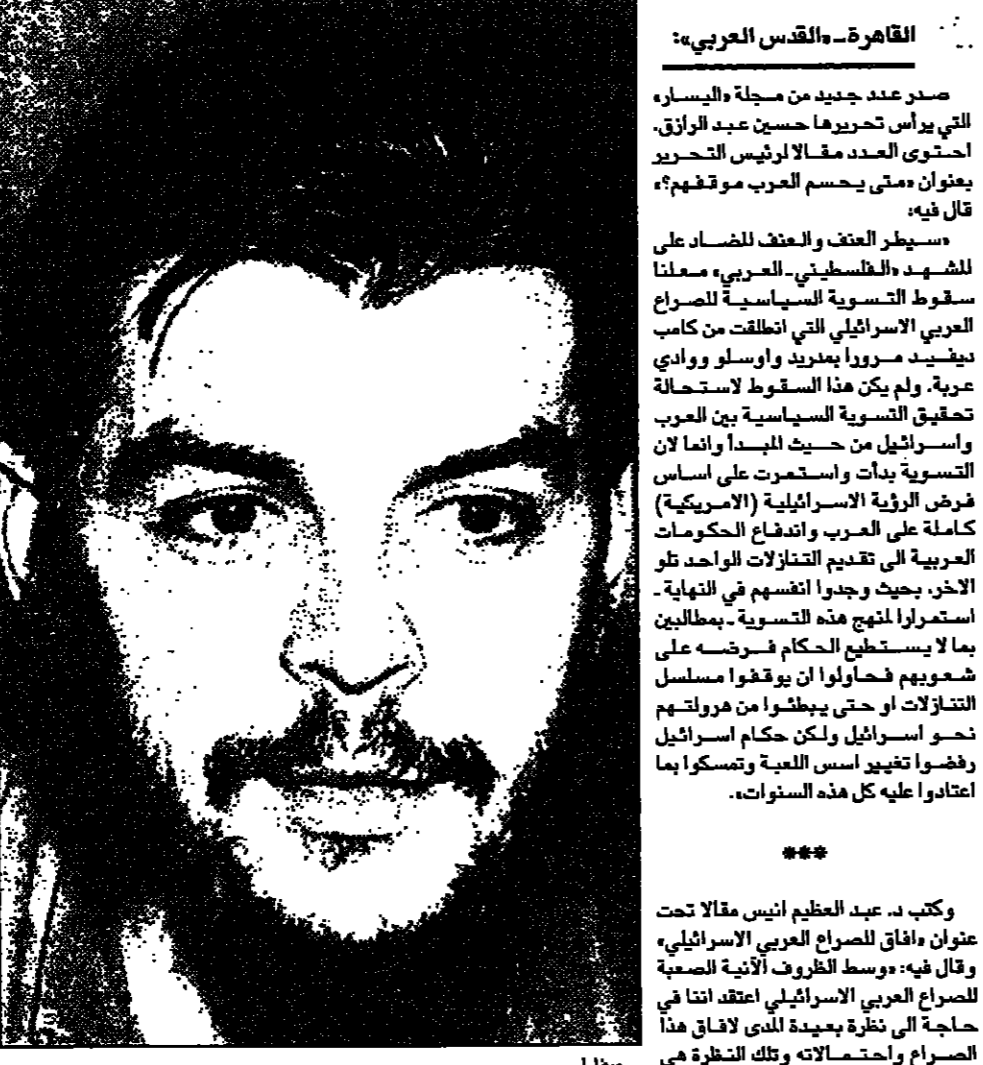 القاهرة ـ «القدس العربي»:
صدر عدد جديد من مجلة «اليسار»
التي يرأس تحريرها حسين عبد الرازق.
احتوى العدد مقالا لرئيس التحرير
بعنوان «متى يحسم العرب موقفهم؟»
قال فيه:
«سيطر العنف والعنف المضاد على
المشهد «الفلسطيني ـ العربي» معلنا
سقوط التسوية السياسية للصراع
العربي الاسرائيلي التي انطلقت من كامب
ديفيد مرورا بمدريد واوسلو ووادي
عربة. ولم يكن هذا السقوط لاستحالة
تحقيق التسوية السياسية بين العرب
واسرائيل من حيث المبدأ وانما لان
التسوية بدأت واستمرت على اساس
فرض الرؤية الاسرائيلية (الامريكية)
كاملة على العرب واندفاع الحكومات
العربية الى تقديم التنازلات الواحد تلو
الاخر، بحيث وجدوا انفسهم في النهاية ـ
استمرارا لمنهج هذه التسوية ـ بمطالبين
بما لا يستطيع الحكام فرضه على
شعوبهم فحاولوا ان يوقفوا مسلسل
التنازلات او حتى يبطئوا من هرولتهم
نحو اسرائيل ولكن حكام اسرائيل
رفضوا تغيير اسس اللعبة وتمسكوا بما
اعتادوا عليه كل هذه السنوات».
***
وكتب د. عبد العظيم انيس مقالا تحت
عنوان «افاق للصراع العربي الاسرائيلي»
وقال فيه: «وسط الظروف الآنية الصعبة
للصراع العربي الاسرائيلي اعتقد اننا في
حاجة الى نظرة بعيدة المدى لافاق هذا
الصراع واحتمالاته وتلك النظرة هي